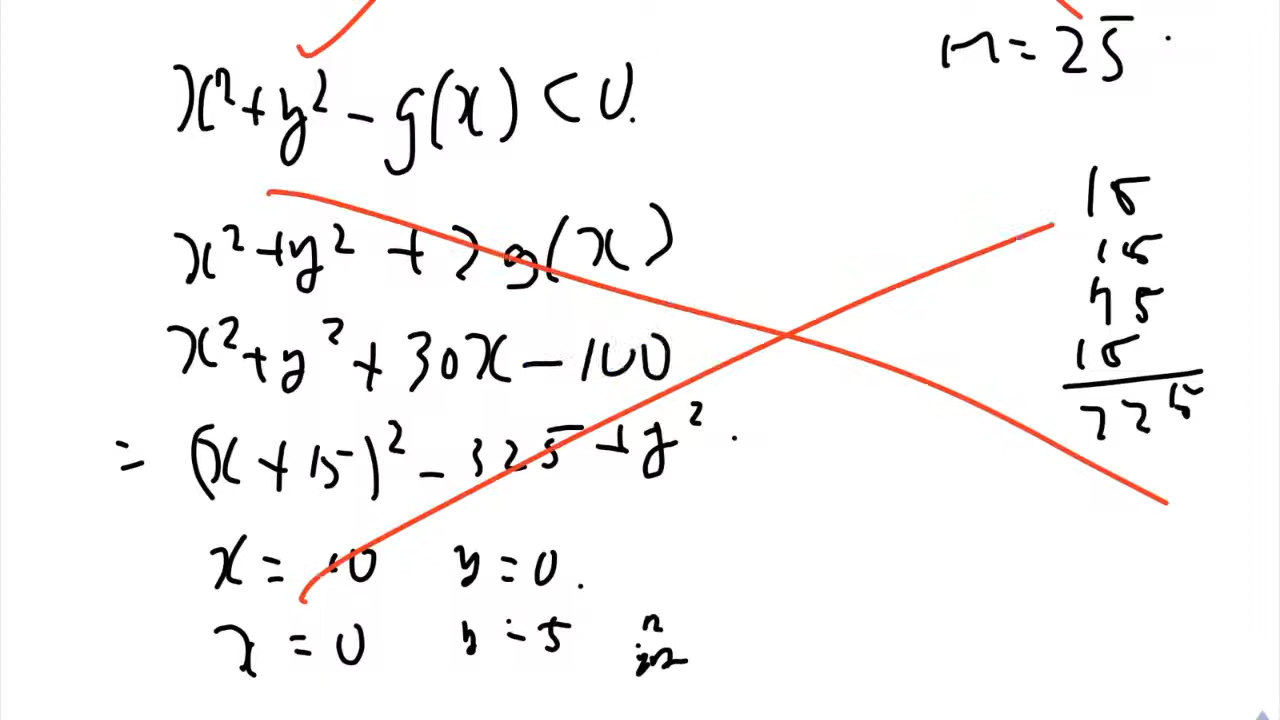 m = 25
x² + y² - g(x) < 0.
x² + y² + 2g(x)
x² + y² + 30x - 100
= (x + 15)² - 325 + y².
x = 10 y = 0.
x = 0 y = 5
15
15
75
15
225